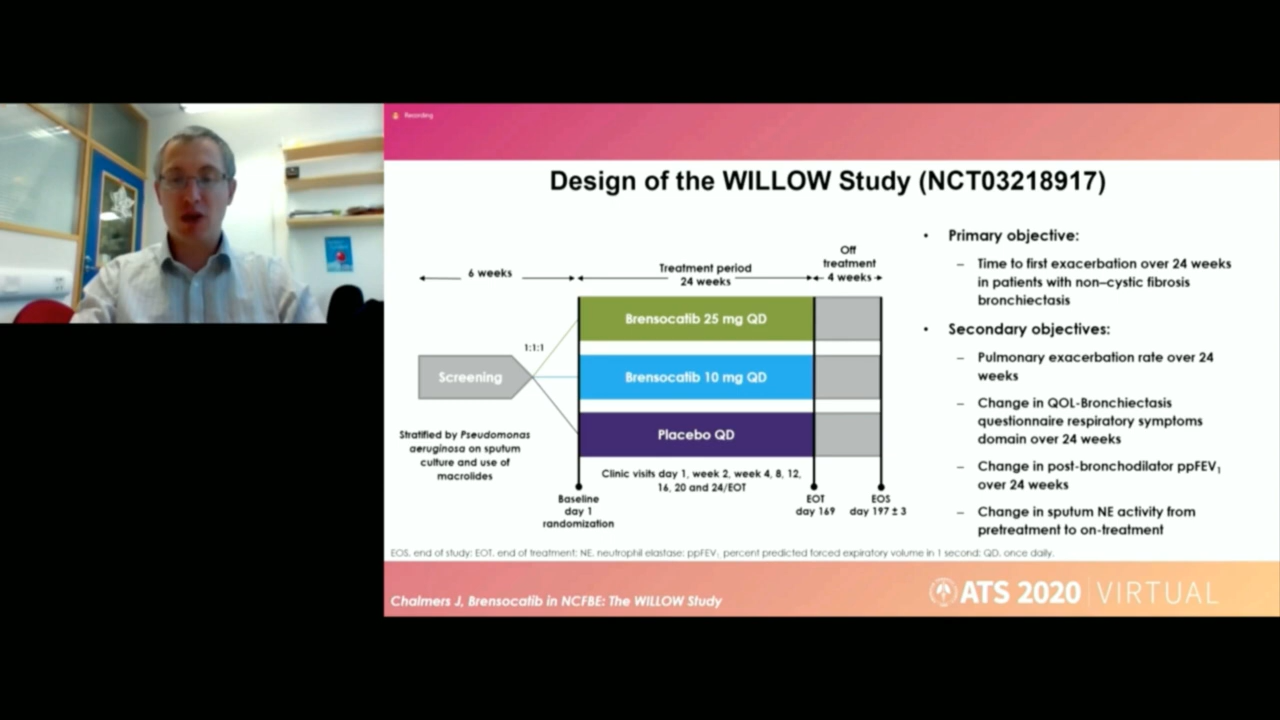 Recording
Design of the WILLOW Study (NCT03218917)
6 weeks
Treatment period
24 weeks
Off
treatment
4 weeks
1:1:1
Screening
Brensocatib 25 mg QD
Brensocatib 10 mg QD
Placebo QD
Stratified by Pseudomonas
aeruginosa on sputum
culture and use of
macrolides
Clinic visits day 1, week 2, week 4, 8, 12,
16, 20 and 24/EOT
Baseline
day 1
randomization
EOT
day 169
EOS
day 197 ± 3
• Primary objective:
– Time to first exacerbation over 24 weeks
in patients with non–cystic fibrosis
bronchiectasis
• Secondary objectives:
– Pulmonary exacerbation rate over 24
weeks
– Change in QOL-Bronchiectasis
questionnaire respiratory symptoms
domain over 24 weeks
– Change in post-bronchodilator ppFEV₁
over 24 weeks
– Change in sputum NE activity from
pretreatment to on-treatment
EOS, end of study; EOT, end of treatment; NE, neutrophil elastase; ppFEV₁, percent predicted forced expiratory volume in 1 second; QD, once daily.
Chalmers J, Brensocatib in NCFBE: The WILLOW Study
ATS 2020 | VIRTUAL